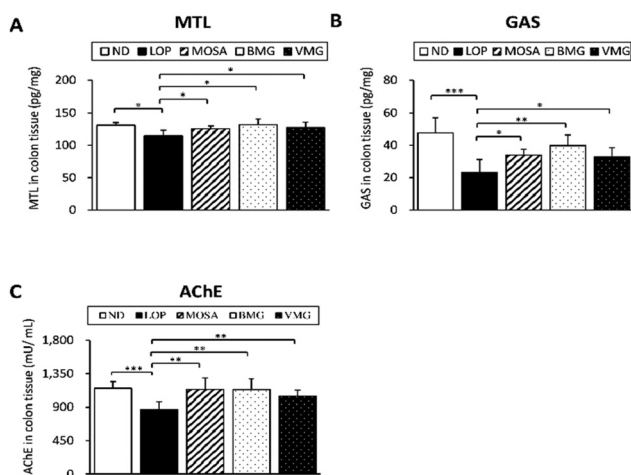 A
MTL
ND LOP MOSA BMG VMG
MTL in colon tissue (pg/mg)
200
150
100
50
0
*
*
*
*
B
GAS
ND LOP MOSA BMG VMG
GAS in colon tissue (pg/mg)
80
60
40
20
0
***
*
**
*
C
AChE
ND LOP MOSA BMG VMG
AChE in colon tissue (mU/mL)
1,800
1,350
900
450
0
***
**
**
**